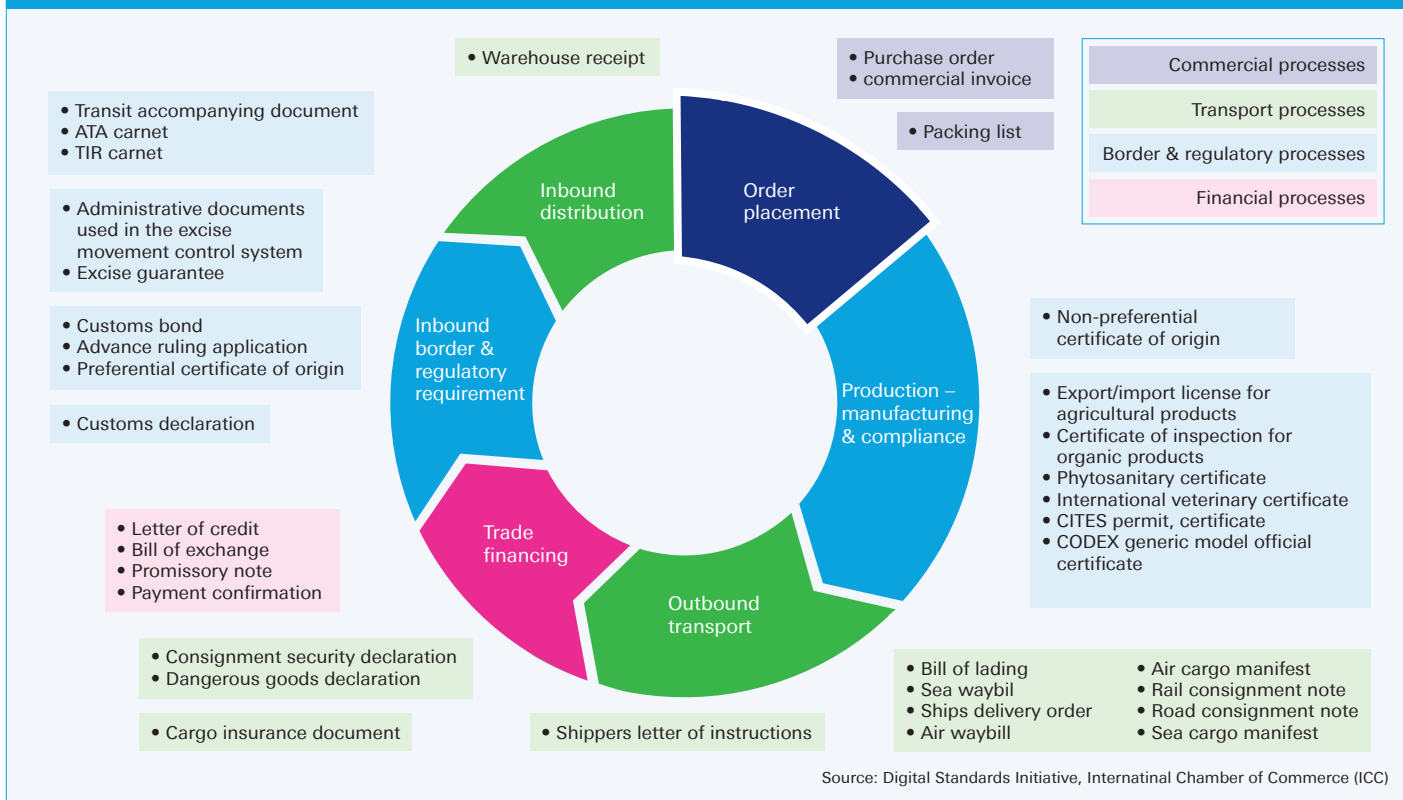 • Warehouse receipt
• Purchase order
• commercial invoice
• Packing list
Commercial processes
Transport processes
Border & regulatory processes
Financial processes
• Transit accompanying document
• ATA carnet
• TIR carnet
• Administrative documents
used in the excise
movement control system
• Excise guarantee
• Customs bond
• Advance ruling application
• Preferential certificate of origin
• Customs declaration
Inbound
distribution
Order
placement
Inbound
border &
regulatory
requirement
Production –
manufacturing
& compliance
Trade
financing
Outbound
transport
• Non-preferential
certificate of origin
• Export/import license for
agricultural products
• Certificate of inspection for
organic products
• Phytosanitary certificate
• International veterinary certificate
• CITES permit, certificate
• CODEX generic model official
certificate
• Letter of credit
• Bill of exchange
• Promissory note
• Payment confirmation
• Consignment security declaration
• Dangerous goods declaration
• Cargo insurance document
• Shippers letter of instructions
• Bill of lading
• Sea waybil
• Ships delivery order
• Air waybill
• Air cargo manifest
• Rail consignment note
• Road consignment note
• Sea cargo manifest
Source: Digital Standards Initiative, Internatinal Chamber of Commerce (ICC)